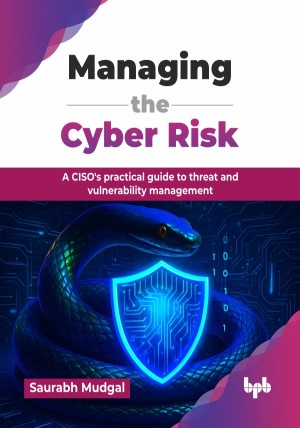 Managing
the
Cyber Risk
A CISO's practical guide to threat and
vulnerability management
Saurabh Mudgal
bpb